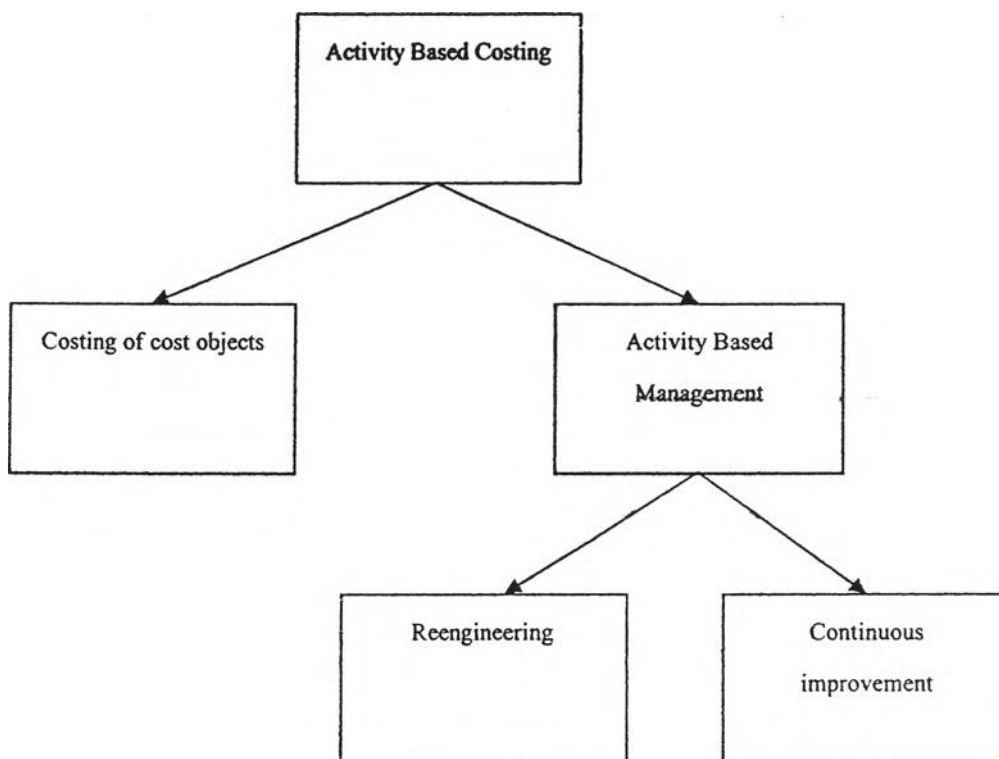 Activity Based Costing
Costing of cost objects
Activity Based
Management
Reengineering
Continuous
improvement